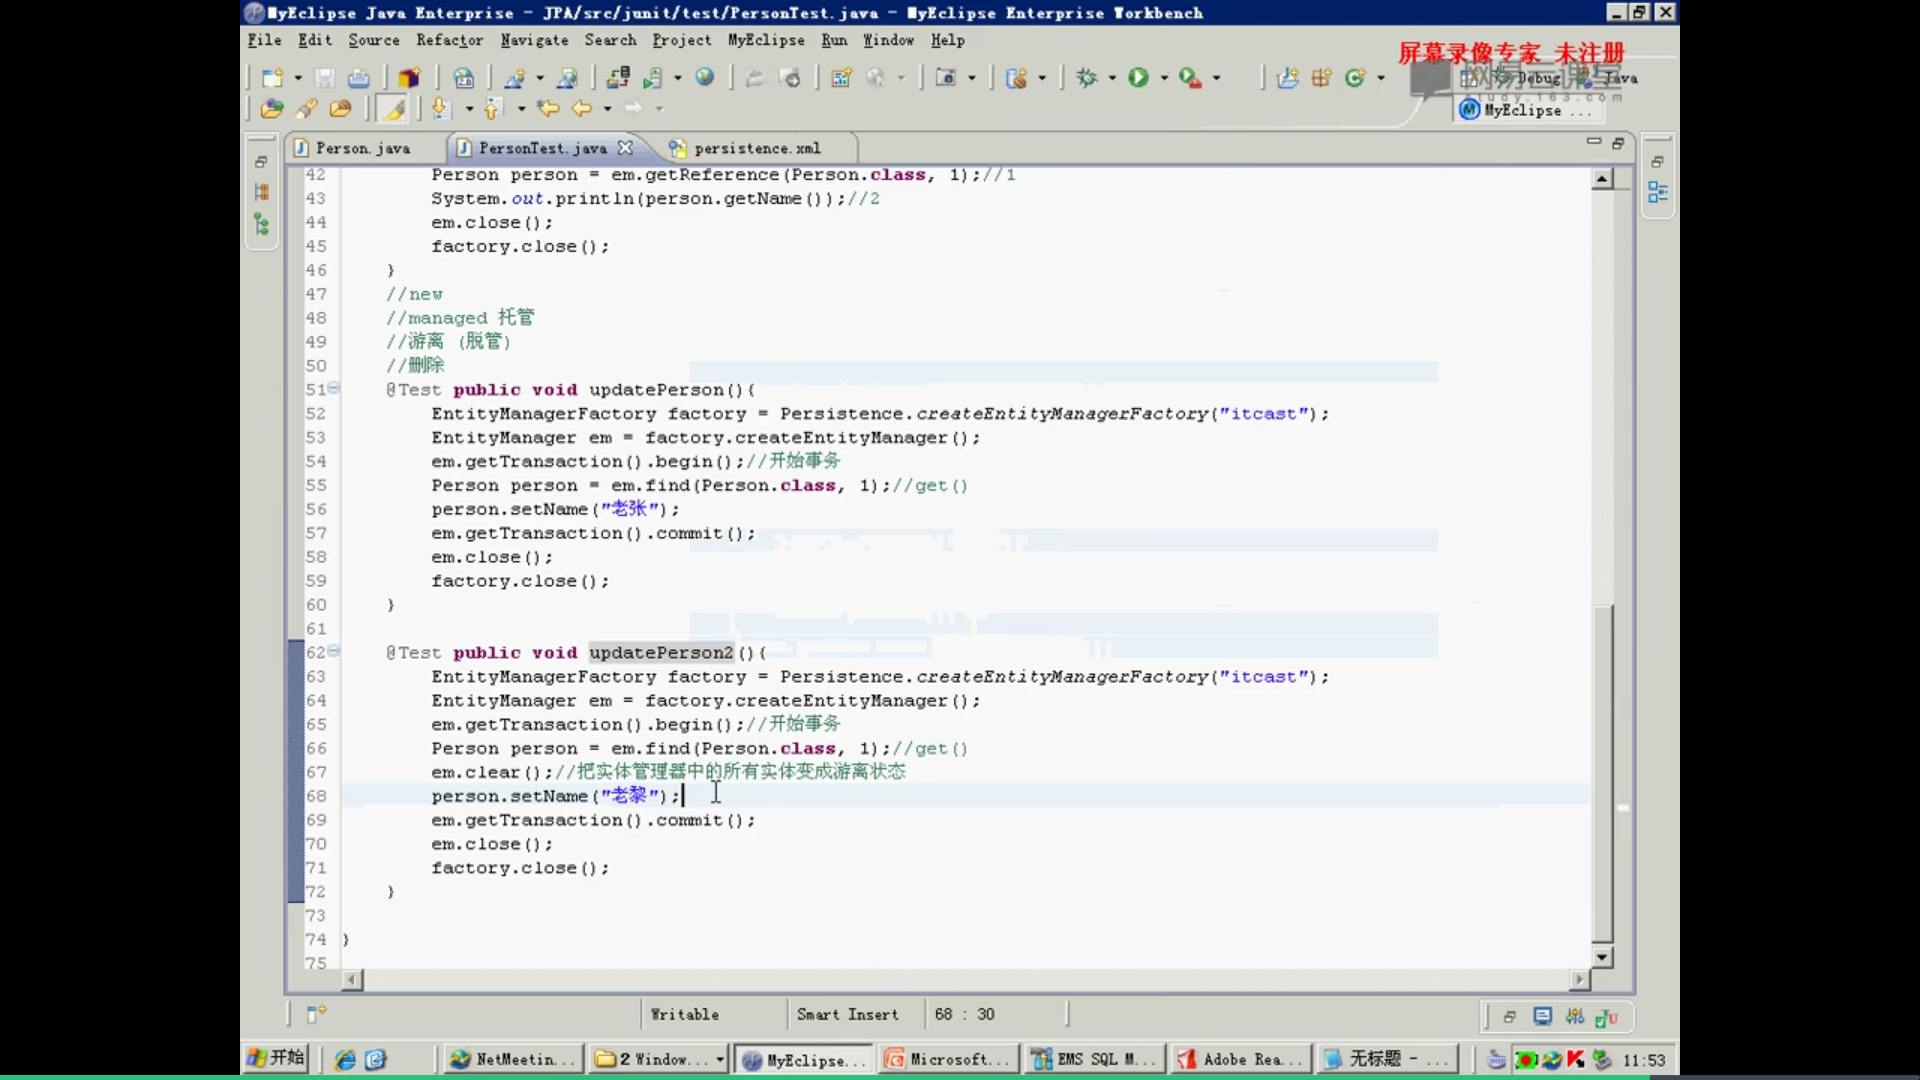 MyEclipse Java Enterprise - JPA/src/junit/test/PersonTest.java - MyEclipse Enterprise Workbench
File Edit Source Refactor Navigate Search Project MyEclipse Run Window Help
屏幕录像专家 未注册
网易云课堂
Debug Java
study.163.com
MyEclipse ...
Person.java PersonTest.java persistence.xml
42 Person person = em.getReference(Person.class, 1);//1
43 System.out.println(person.getName());//2
44 em.close();
45 factory.close();
46 }
47 //new
48 //managed 托管
49 //游离 (脱管)
50 //删除
51 @Test public void updatePerson(){
52 EntityManagerFactory factory = Persistence.createEntityManagerFactory("itcast");
53 EntityManager em = factory.createEntityManager();
54 em.getTransaction().begin();//开始事务
55 Person person = em.find(Person.class, 1);//get()
56 person.setName("老张");
57 em.getTransaction().commit();
58 em.close();
59 factory.close();
60 }
61
62 @Test public void updatePerson2(){
63 EntityManagerFactory factory = Persistence.createEntityManagerFactory("itcast");
64 EntityManager em = factory.createEntityManager();
65 em.getTransaction().begin();//开始事务
66 Person person = em.find(Person.class, 1);//get()
67 em.clear();//把实体管理器中的所有实体变成游离状态
68 person.setName("老黎");
69 em.getTransaction().commit();
70 em.close();
71 factory.close();
72 }
73
74 }
75
Writable Smart Insert 68 : 30
开始 NetMeetin... 2 Window... MyEclipse... Microsoft... EMS SQL M... Adobe Rea... 无标题 - ... 11:53